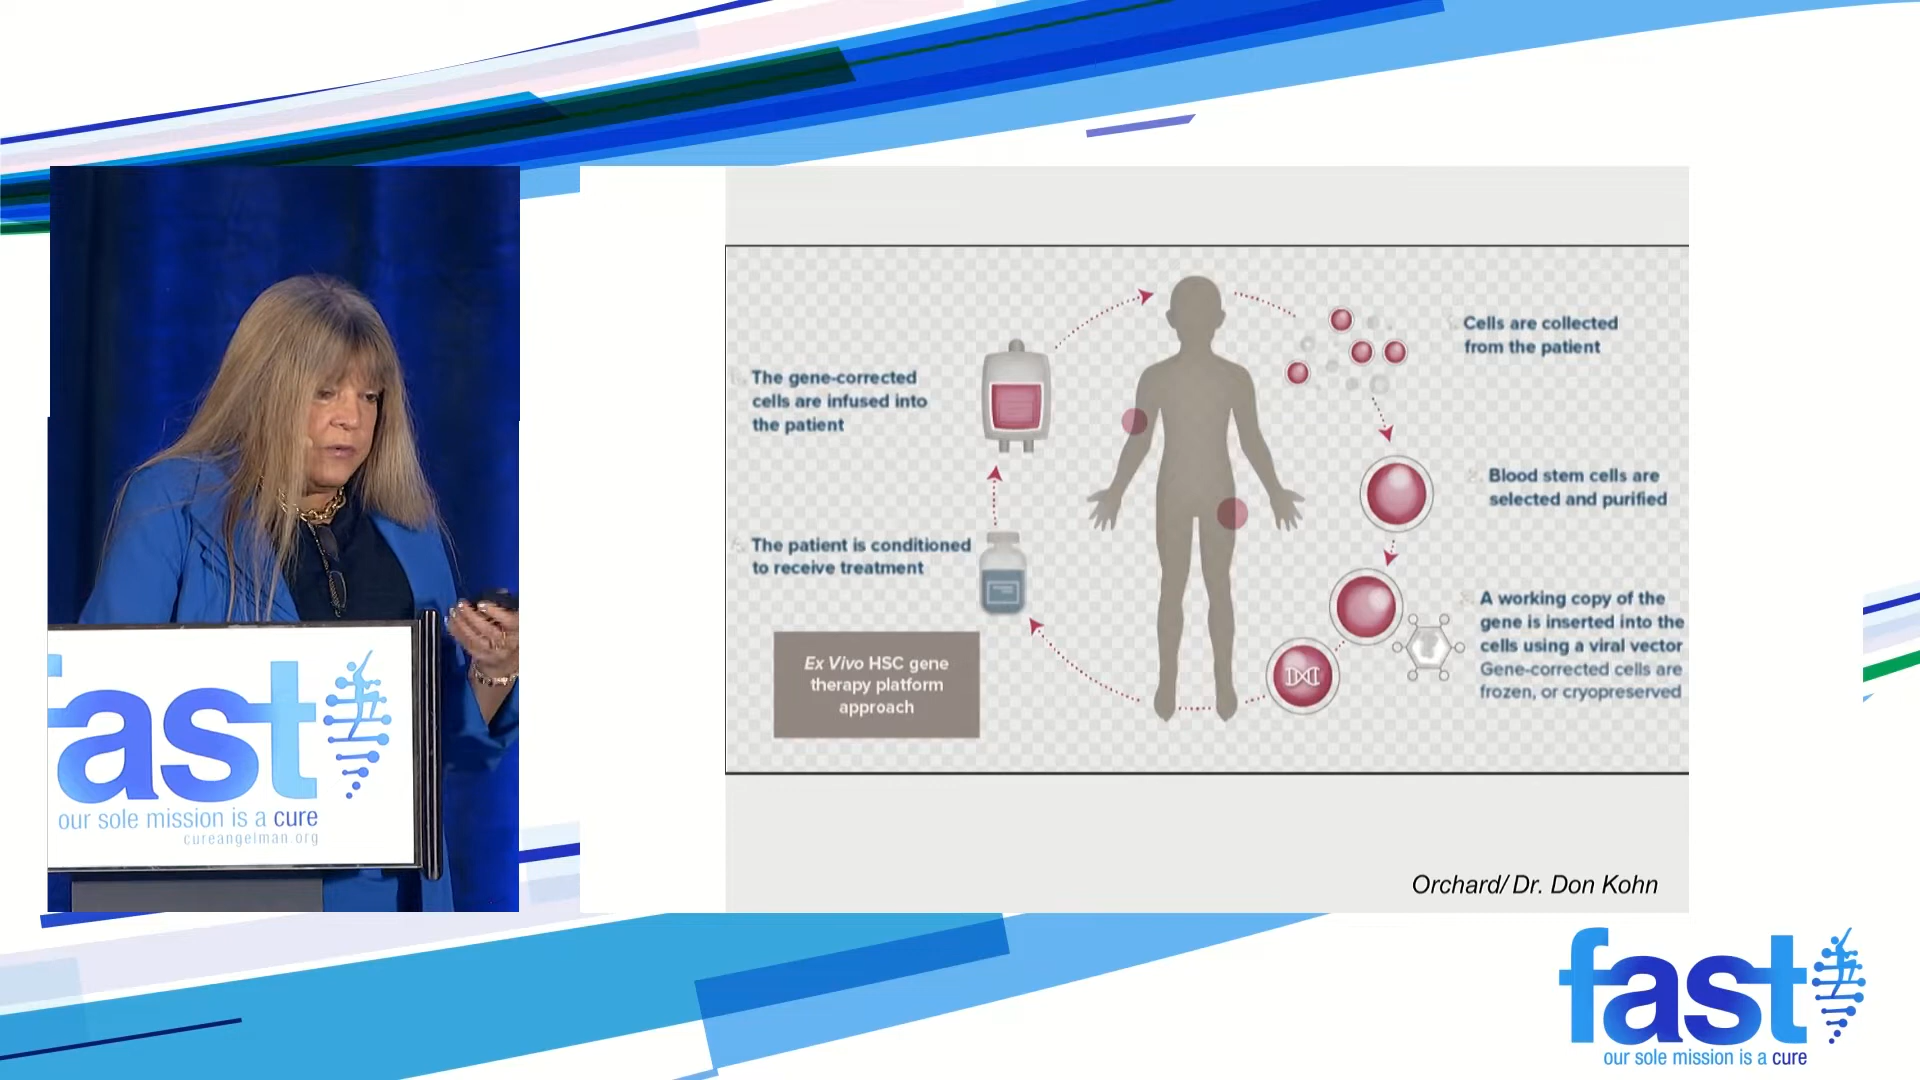 fast
our sole mission is a cure
cureangelman.org
Cells are collected
from the patient
Blood stem cells are
selected and purified
A working copy of the
gene is inserted into the
cells using a viral vector
Gene-corrected cells are
frozen, or cryopreserved
The patient is conditioned
to receive treatment
The gene-corrected
cells are infused into
the patient
Ex Vivo HSC gene
therapy platform
approach
Orchard/ Dr. Don Kohn
fast
our sole mission is a cure